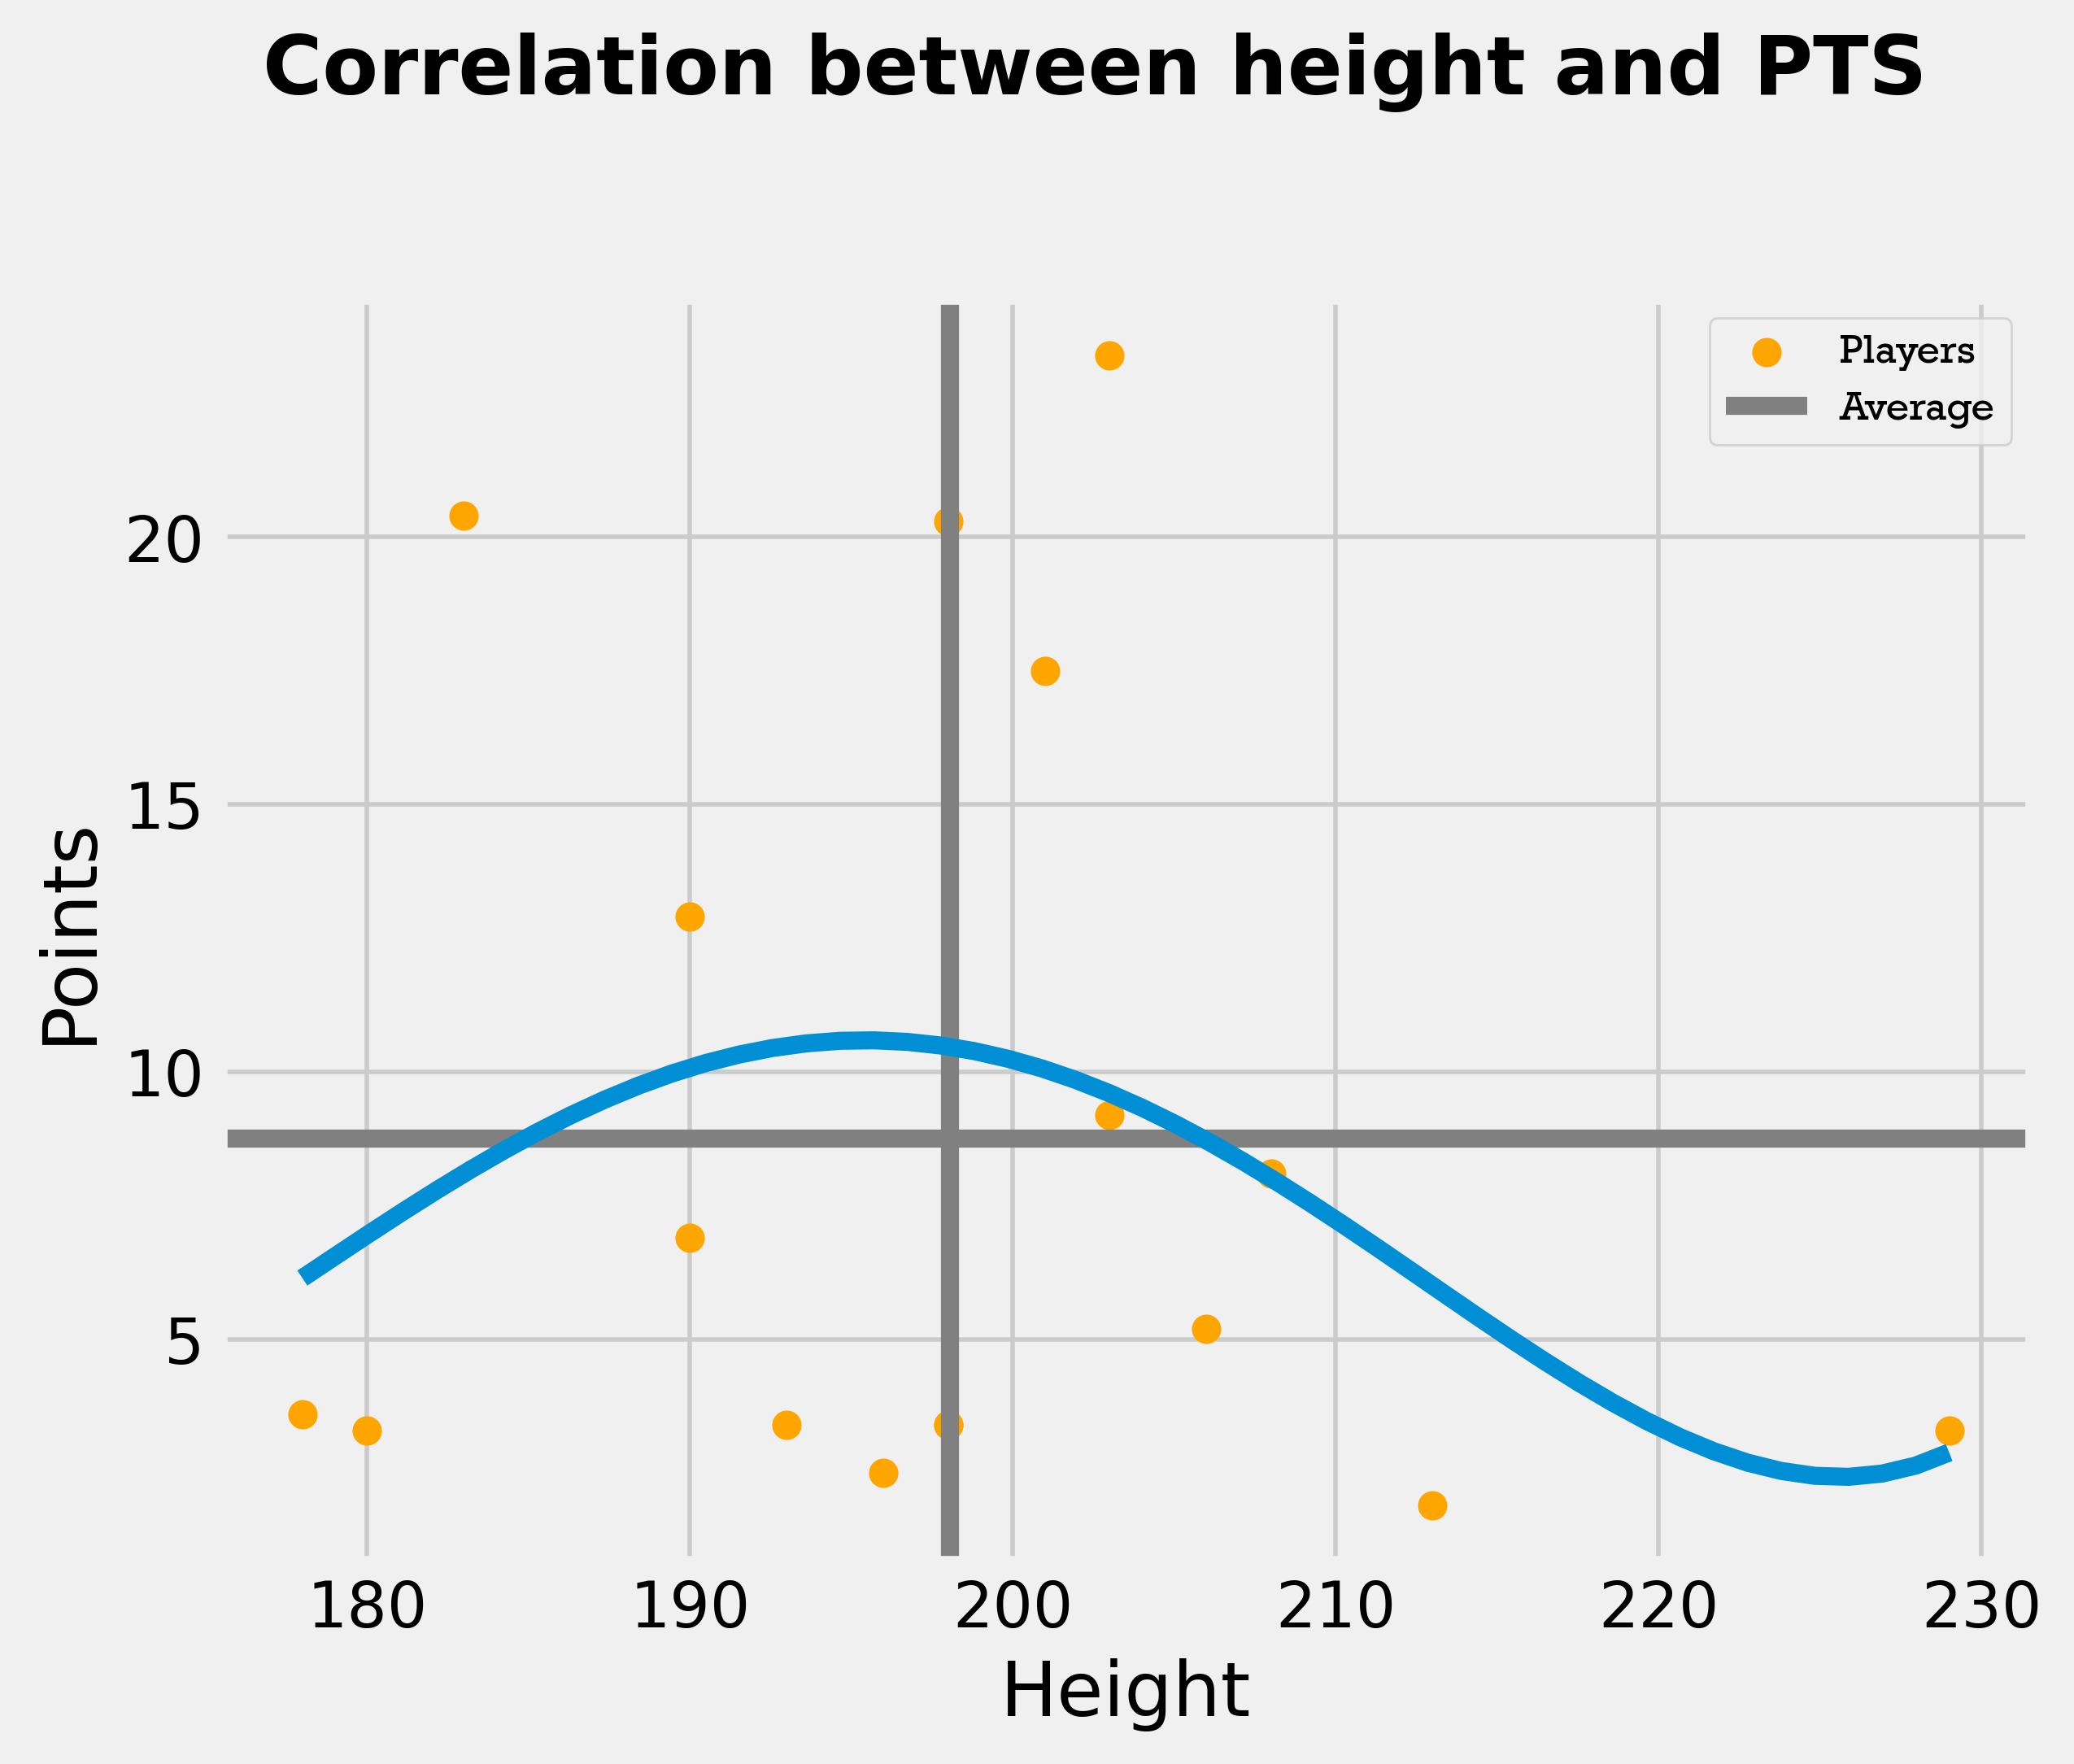 Correlation between height and PTS
Players
Average
20
15
10
5
Points
180 190 200 210 220 230
Height